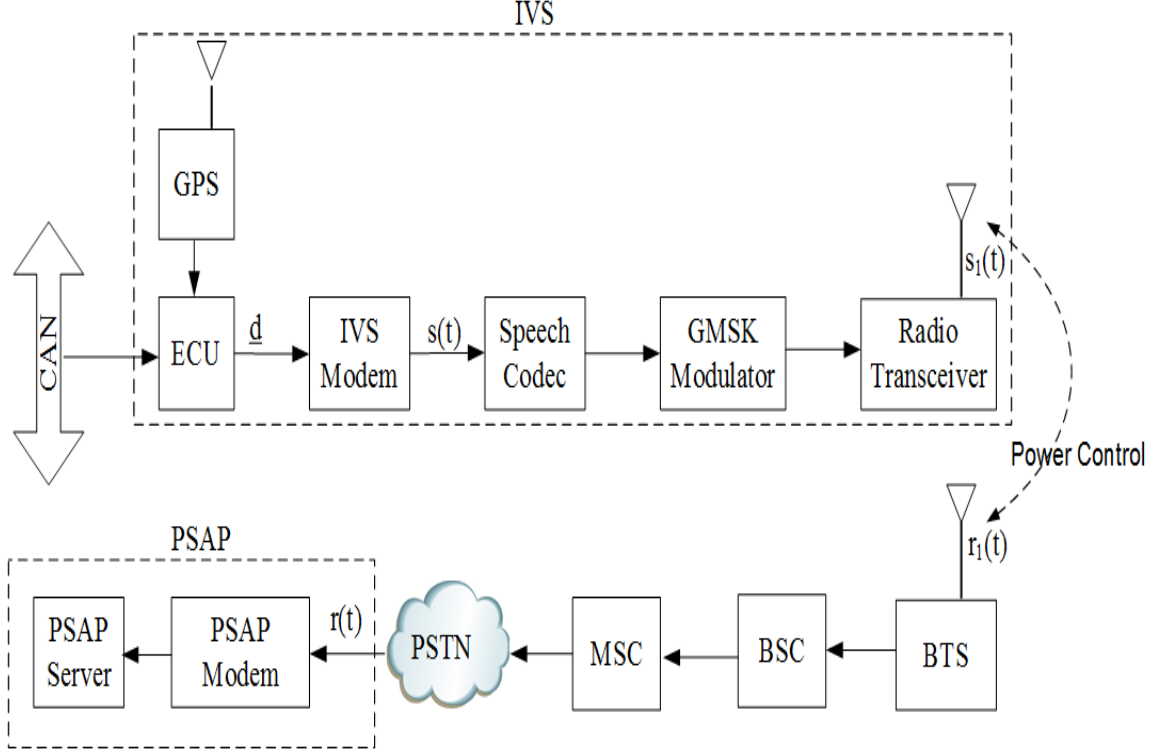 IVS
GPS
s₁(t)
CAN
ECU
d
IVS
Modem
s(t)
Speech
Codec
GMSK
Modulator
Radio
Transceiver
Power Control
PSAP
r₁(t)
PSAP
Server
PSAP
Modem
r(t)
PSTN
MSC
BSC
BTS